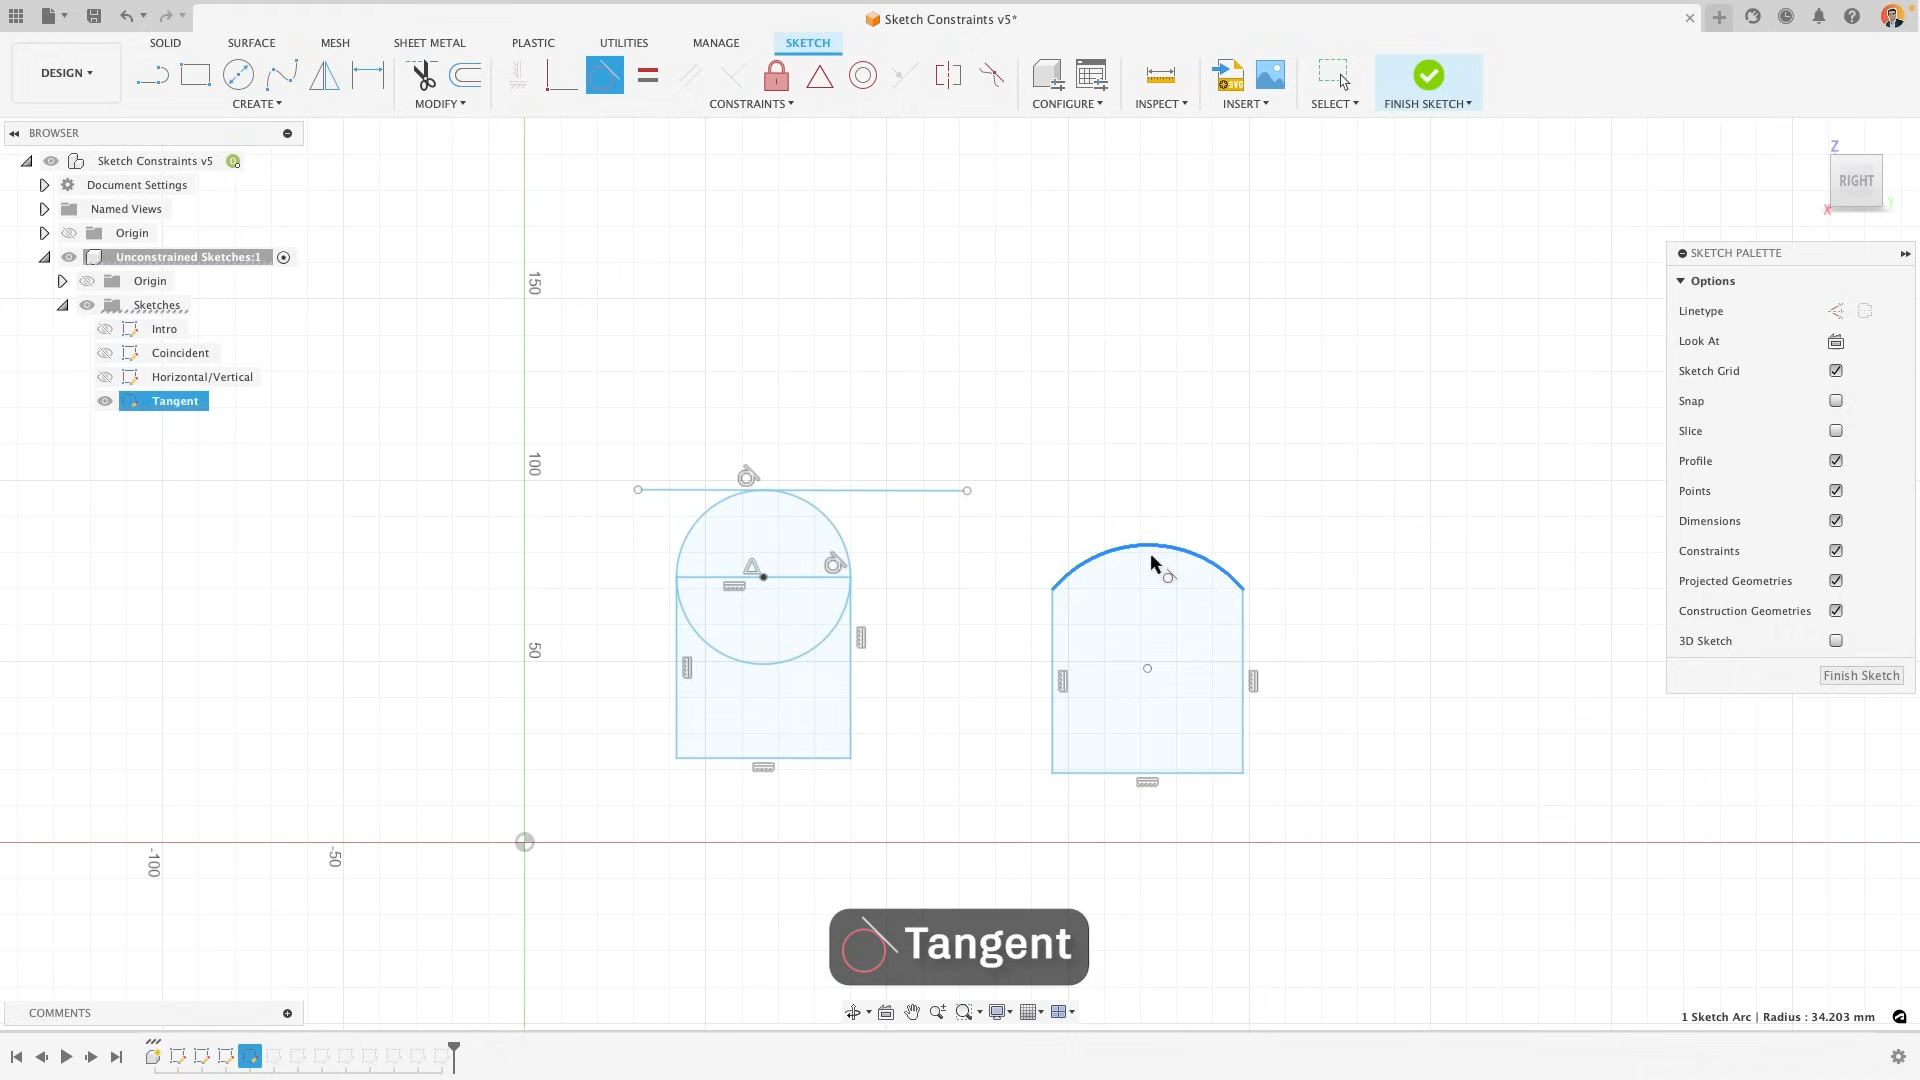 Sketch Constraints v5*
SOLID SURFACE MESH SHEET METAL PLASTIC UTILITIES MANAGE SKETCH
DESIGN
CREATE MODIFY CONSTRAINTS CONFIGURE INSPECT INSERT SELECT FINISH SKETCH
BROWSER
Sketch Constraints v5
Document Settings
Named Views
Origin
Unconstrained Sketches:1
Origin
Sketches
Intro
Coincident
Horizontal/Vertical
Tangent
Z
RIGHT
X
Y
SKETCH PALETTE
Options
Linetype
Look At
Sketch Grid
Snap
Slice
Profile
Points
Dimensions
Constraints
Projected Geometries
Construction Geometries
3D Sketch
Finish Sketch
150
100
50
-100
-50
Tangent
COMMENTS
1 Sketch Arc | Radius : 34.203 mm